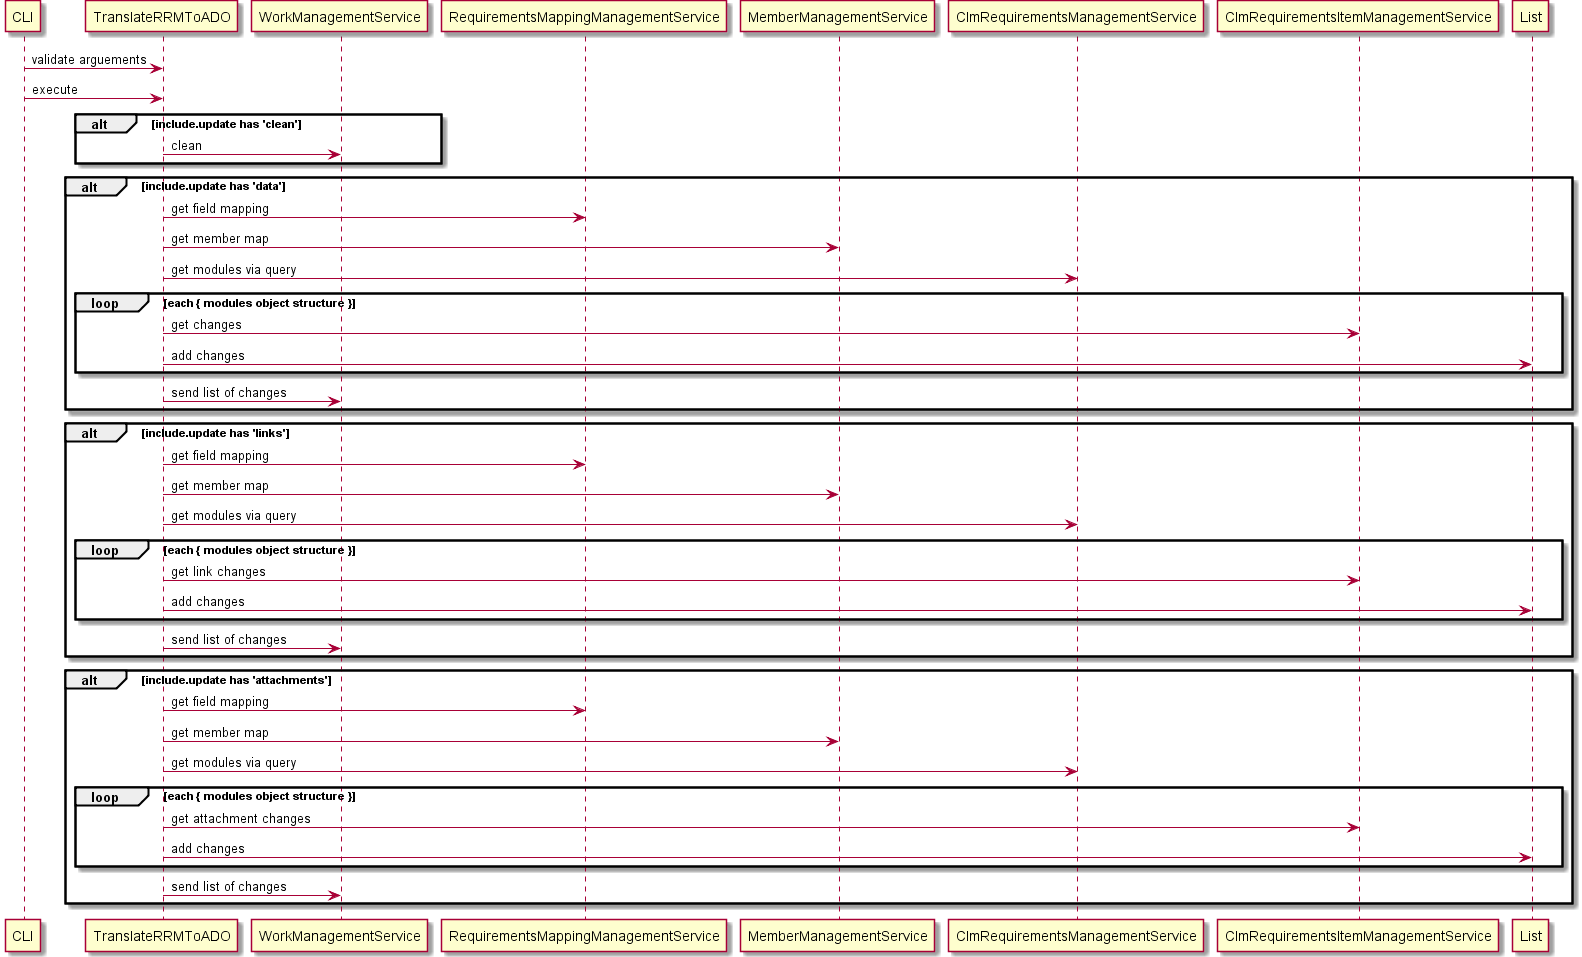 CLI TranslateRRMToADO WorkManagementService RequirementsMappingManagementService MemberManagementService ClmRequirementsManagementService ClmRequirementsItemManagementService List
validate arguements
execute
alt [include.update has 'clean']
clean
alt [include.update has 'data']
get field mapping
get member map
get modules via query
loop [each { modules object structure }]
get changes
add changes
send list of changes
alt [include.update has 'links']
get field mapping
get member map
get modules via query
loop [each { modules object structure }]
get link changes
add changes
send list of changes
alt [include.update has 'attachments']
get field mapping
get member map
get modules via query
loop [each { modules object structure }]
get attachment changes
add changes
send list of changes
CLI TranslateRRMToADO WorkManagementService RequirementsMappingManagementService MemberManagementService ClmRequirementsManagementService ClmRequirementsItemManagementService List